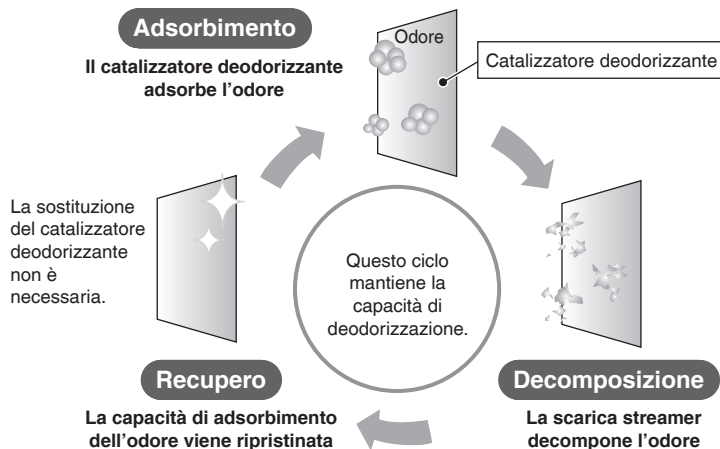 Adsorbimento
Il catalizzatore deodorizzante
adsorbe l'odore
Odore
Catalizzatore deodorizzante
La sostituzione
del catalizzatore
deodorizzante
non è
necessaria.
Questo ciclo
mantiene la
capacità di
deodorizzazione.
Recupero
La capacità di adsorbimento
dell'odore viene ripristinata
Decomposizione
La scarica streamer
decompone l'odore